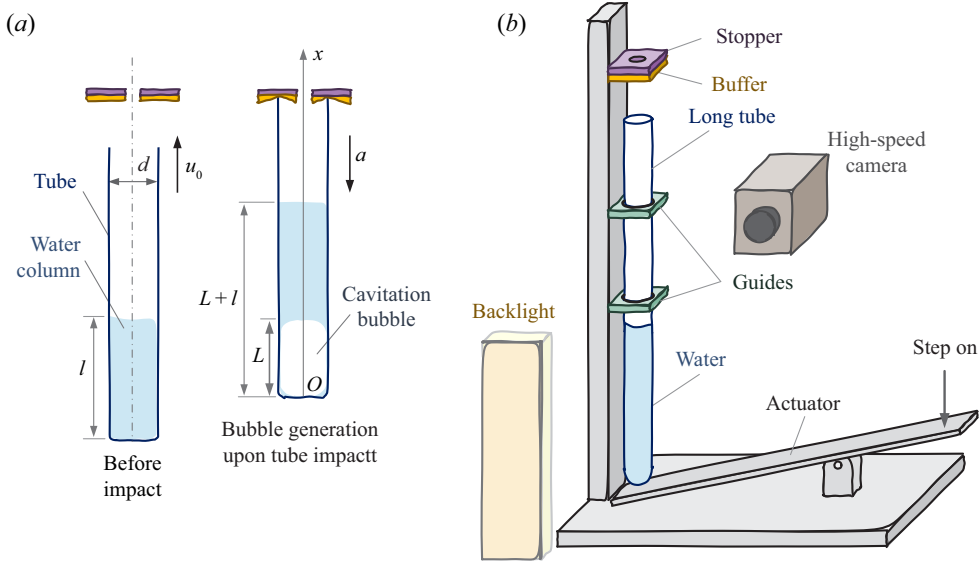 (a)
x
d
u₀
a
Tube
Water
column
l
L + l
L
Cavitation
bubble
O
Before
impact
Bubble generation
upon tube impactt
(b)
Stopper
Buffer
Long tube
High-speed
camera
Guides
Backlight
Water
Step on
Actuator